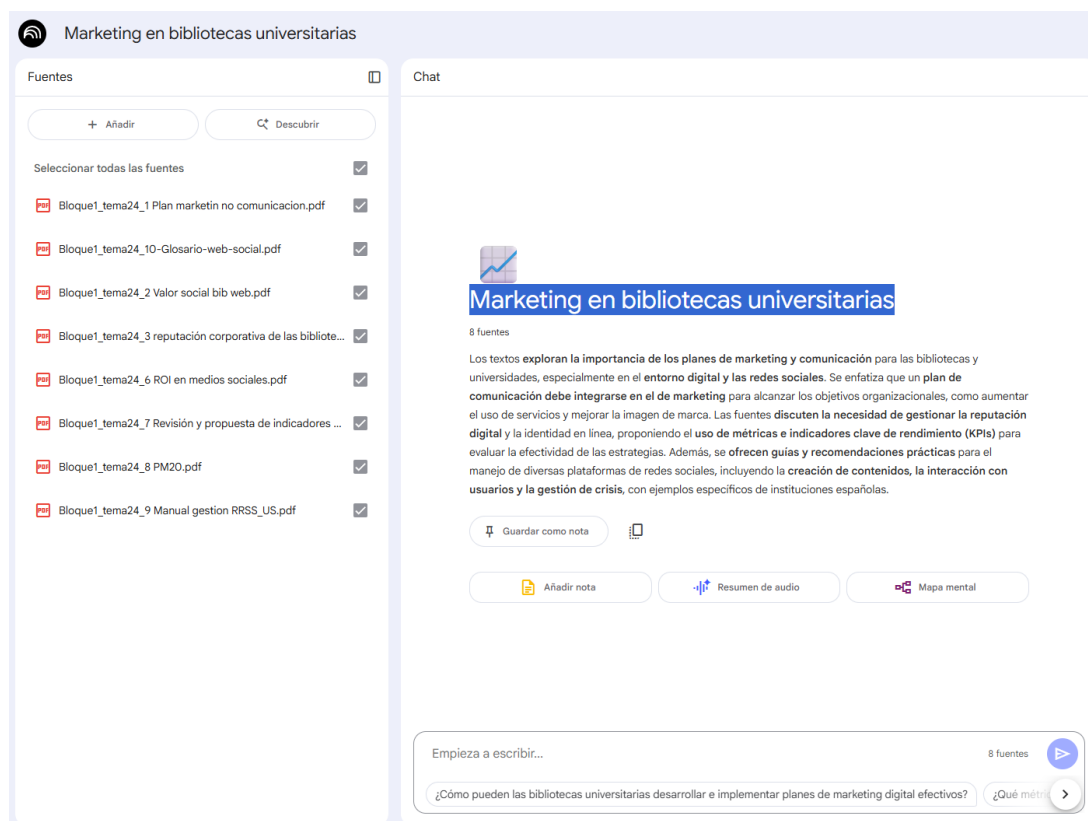 Marketing en bibliotecas universitarias
Fuentes
Añadir
Descubrir
Seleccionar todas las fuentes
PDF Bloque1_tema24_1 Plan marketin no comunicacion.pdf
PDF Bloque1_tema24_10-Glosario-web-social.pdf
PDF Bloque1_tema24_2 Valor social bib web.pdf
PDF Bloque1_tema24_3 reputación corporativa de las bibliote...
PDF Bloque1_tema24_6 ROI en medios sociales.pdf
PDF Bloque1_tema24_7 Revisión y propuesta de indicadores ...
PDF Bloque1_tema24_8 PM20.pdf
PDF Bloque1_tema24_9 Manual gestion RRSS_US.pdf
Chat
Marketing en bibliotecas universitarias
8 fuentes
Los textos exploran la importancia de los planes de marketing y comunicación para las bibliotecas y
universidades, especialmente en el entorno digital y las redes sociales. Se enfatiza que un plan de
comunicación debe integrarse en el de marketing para alcanzar los objetivos organizacionales, como aumentar
el uso de servicios y mejorar la imagen de marca. Las fuentes discuten la necesidad de gestionar la reputación
digital y la identidad en línea, proponiendo el uso de métricas e indicadores clave de rendimiento (KPIs) para
evaluar la efectividad de las estrategias. Además, se ofrecen guías y recomendaciones prácticas para el
manejo de diversas plataformas de redes sociales, incluyendo la creación de contenidos, la interacción con
usuarios y la gestión de crisis, con ejemplos específicos de instituciones españolas.
Guardar como nota
Añadir nota
Resumen de audio
Mapa mental
Empieza a escribir...
8 fuentes
¿Cómo pueden las bibliotecas universitarias desarrollar e implementar planes de marketing digital efectivos?
¿Qué